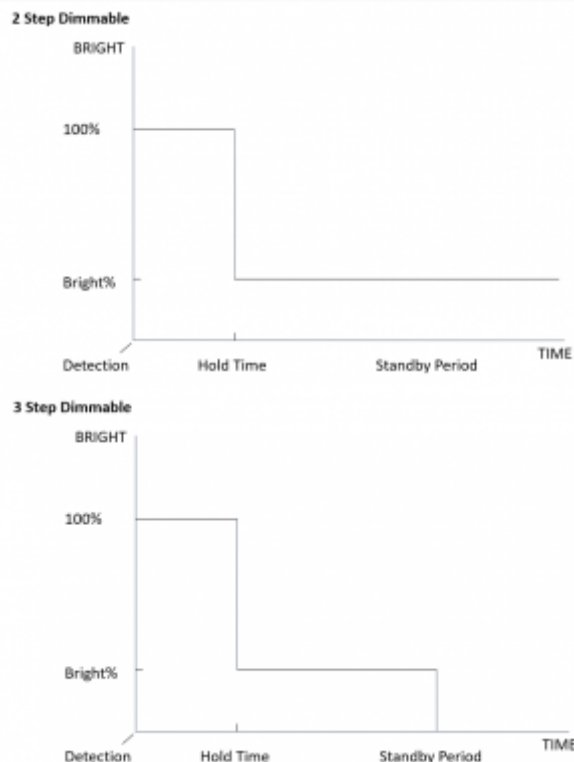 2 Step Dimmable
BRIGHT
100%
Bright%
TIME
Detection Hold Time Standby Period
3 Step Dimmable
BRIGHT
100%
Bright%
TIME
Detection Hold Time Standby Period